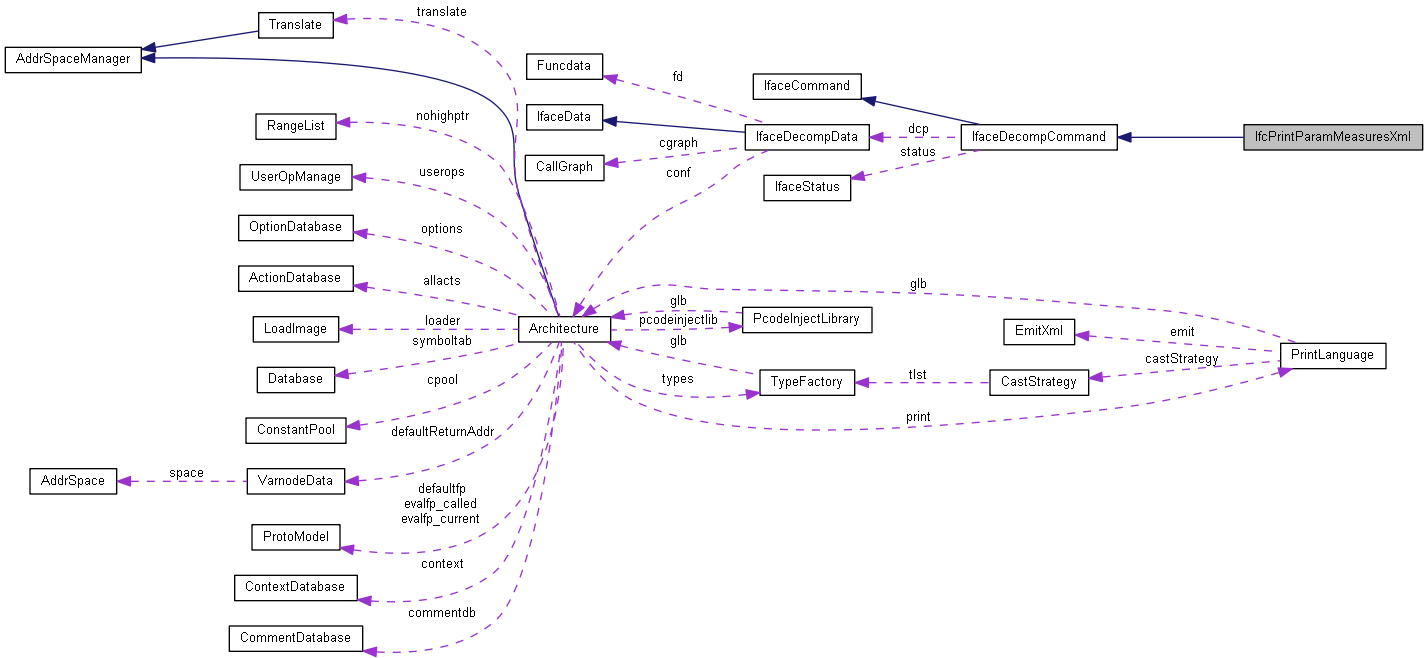 Translate
translate
AddrSpaceManager
Funcdata
fd
IfaceCommand
RangeList
nohighptr
IfaceData
IfaceDecompData
dcp
IfaceDecompCommand
IfcPrintParamMeasuresXml
cgraph
status
CallGraph
conf
IfaceStatus
UserOpManage
userops
OptionDatabase
options
ActionDatabase
allacts
glb
glb
LoadImage
loader
Architecture
pcodeinjectlib
PcodeInjectLibrary
EmitXml
emit
symboltab
glb
castStrategy
PrintLanguage
Database
cpool
types
TypeFactory
tlst
CastStrategy
print
ConstantPool
defaultReturnAddr
AddrSpace
space
VarnodeData
defaultfp
evalfp_called
evalfp_current
ProtoModel
context
ContextDatabase
commentdb
CommentDatabase